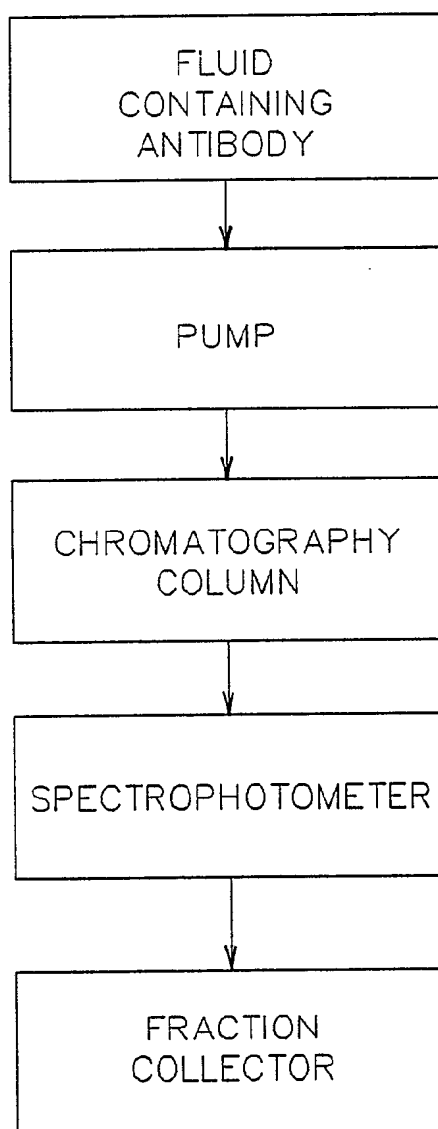 FLUID
CONTAINING
ANTIBODY
PUMP
CHROMATOGRAPHY
COLUMN
SPECTROPHOTOMETER
FRACTION
COLLECTOR